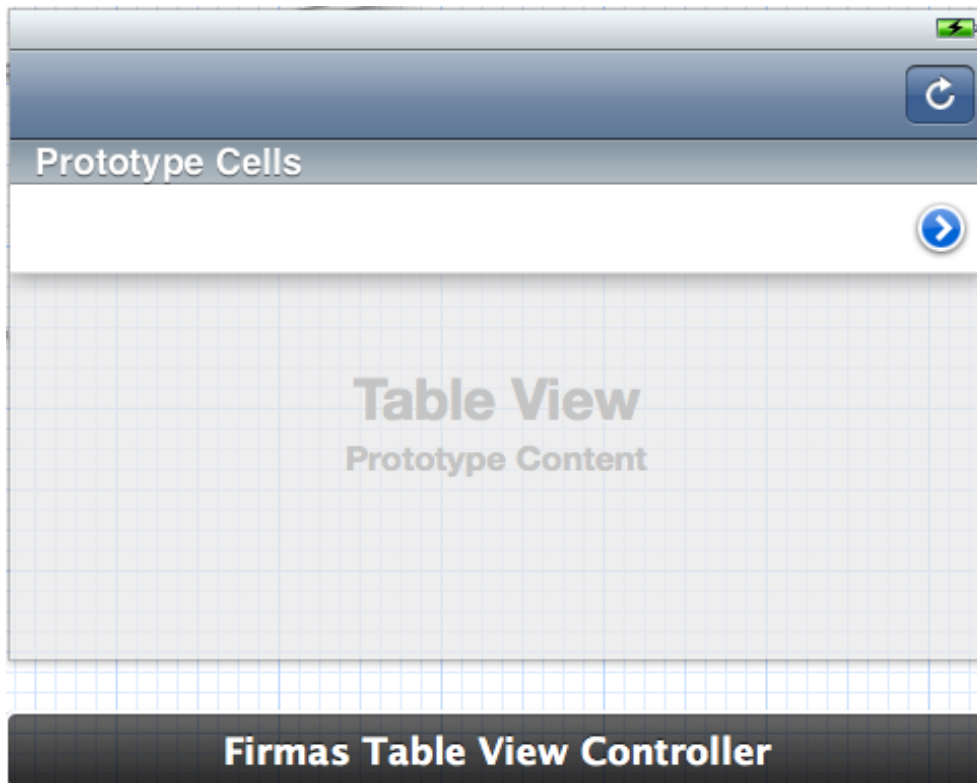 Prototype Cells
Table View
Prototype Content
Firmas Table View Controller